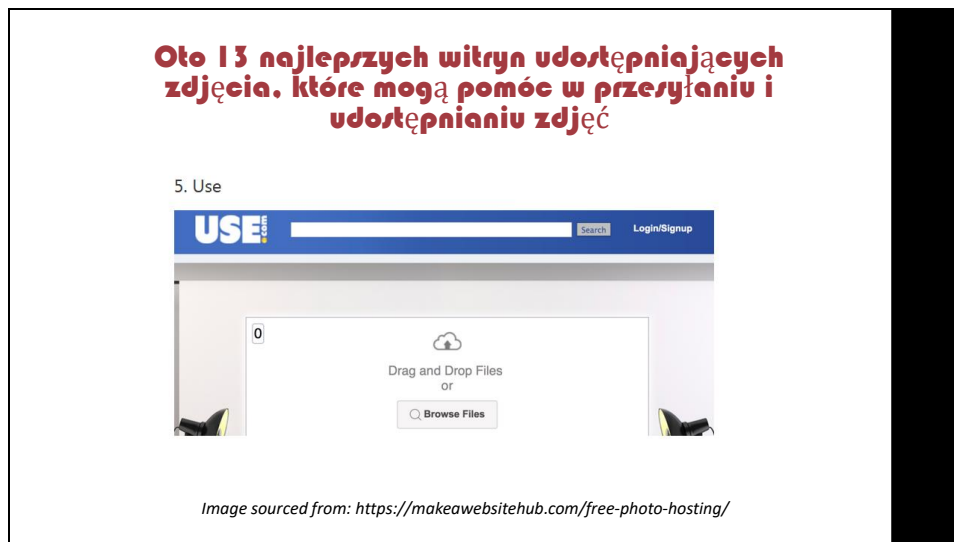 Oto 13 najlepszych witryn udostępniających
zdjęcia, które mogą pomóc w przesyłaniu i
udostępnianiu zdjęć
5. Use
USE.com
Search
Login/Signup
0
Drag and Drop Files
or
Browse Files
Image sourced from: https://makeawebsitehub.com/free-photo-hosting/